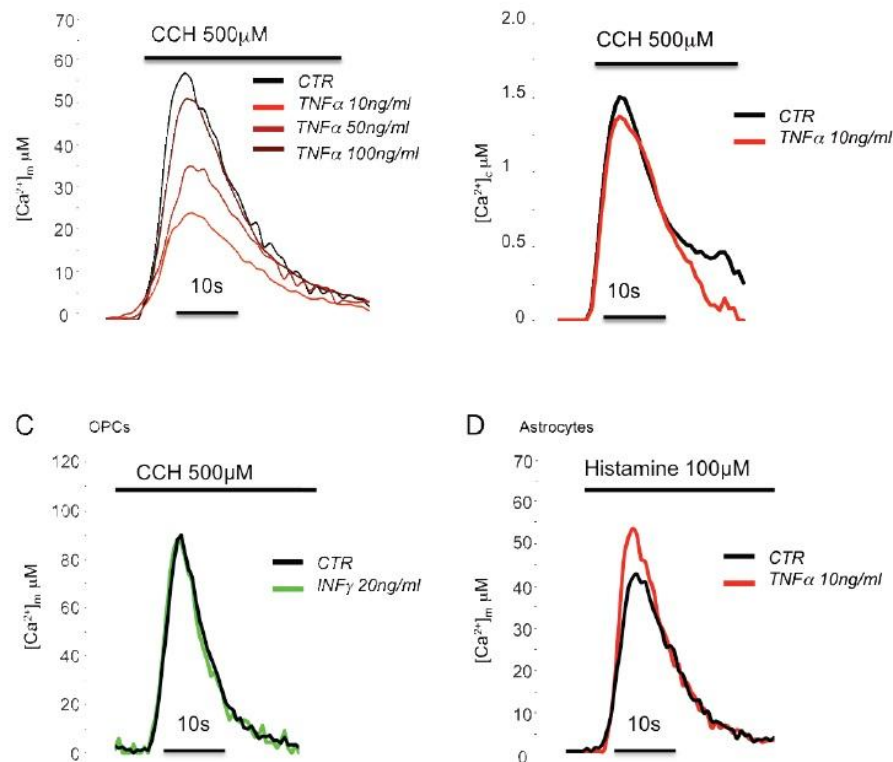 70
60
50
40
30
20
10
0
[Ca²⁺]m μM
CCH 500μM
CTR
TNFα 10ng/ml
TNFα 50ng/ml
TNFα 100ng/ml
10s
2.0
1.5
1
0.5
0
[Ca²⁺]c μM
CCH 500μM
CTR
TNFα 10ng/ml
10s
C OPCs
120
100
80
60
40
20
0
[Ca²⁺]m μM
CCH 500μM
CTR
INFγ 20ng/ml
10s
D Astrocytes
70
60
50
40
30
20
10
0
[Ca²⁺]m μM
Histamine 100μM
CTR
TNFα 10ng/ml
10s